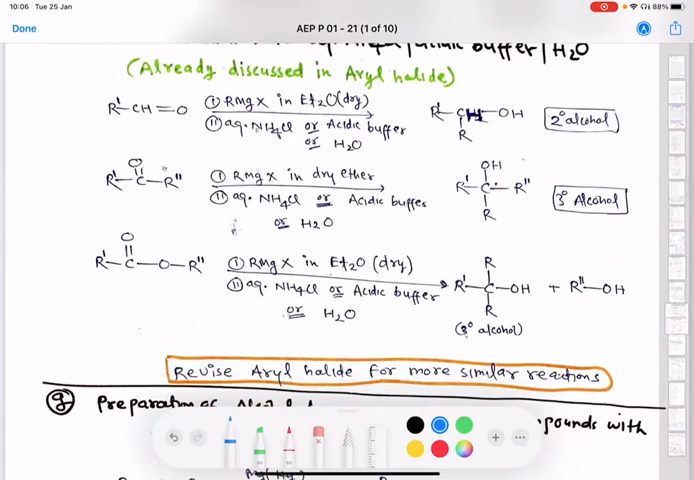 10:06 Tue 25 Jan
88%
Done
AEP P 01 - 21 (1 of 10)
buffer / H₂O
(Already discussed in Aryl halide)
R'-CH=O
① RMgX in Et₂O (dry)
② aq. NH₄Cl or Acidic buffer
or H₂O
R'-CH-OH
R
2° alcohol
O
R'-C-R"
① RMgX in dry ether
② aq. NH₄Cl or Acidic buffer
or H₂O
OH
R'-C-R"
R
3° Alcohol
O
R'-C-O-R"
① RMgX in Et₂O (dry)
② aq. NH₄Cl or Acidic buffer
or H₂O
R
R'-C-OH + R"-OH
R
(3° alcohol)
Revise Aryl halide for more similar reactions
⑨ Preparation of
pounds with